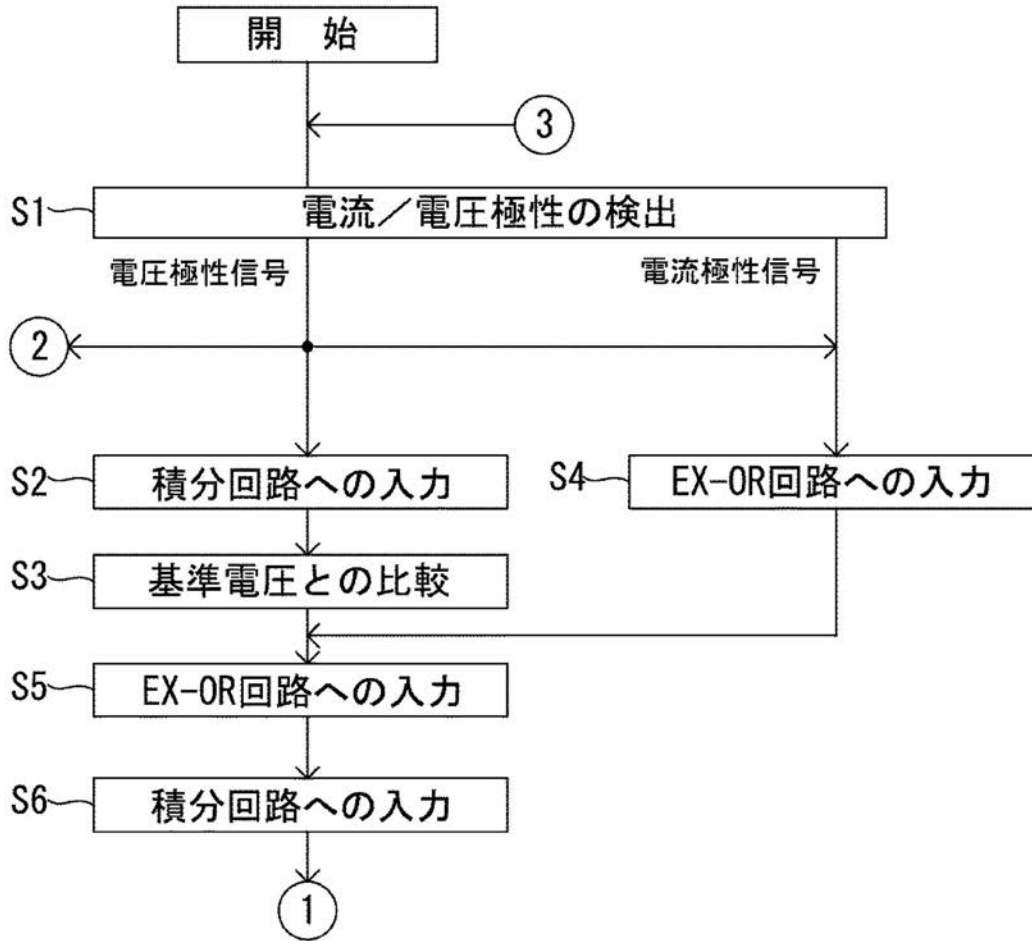 開 始
3
S1 電流／電圧極性の検出
電圧極性信号 電流極性信号
2
S2 積分回路への入力 S4 EX-OR回路への入力
S3 基準電圧との比較
S5 EX-OR回路への入力
S6 積分回路への入力
1